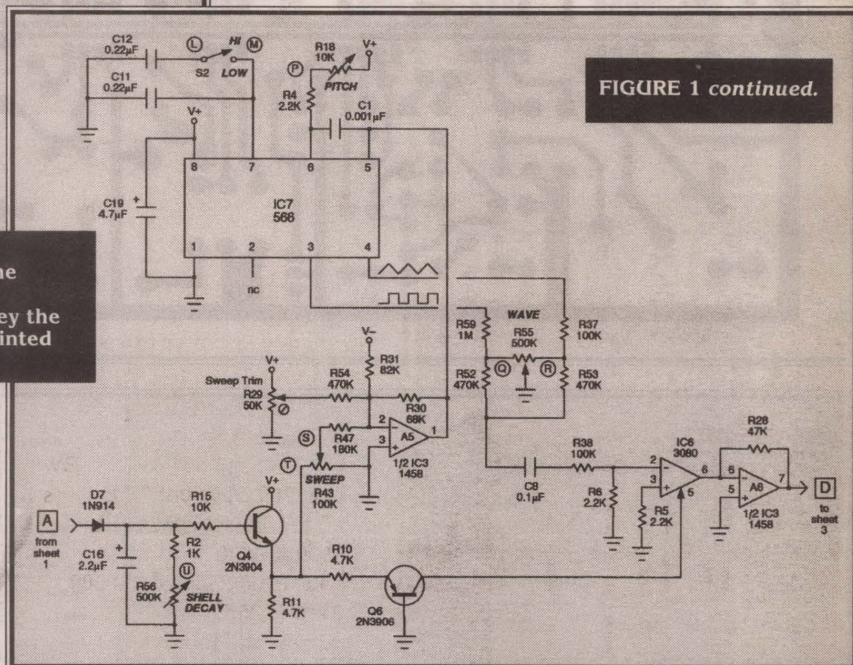 FIGURE 1 continued.
C12
0.22µF
L
HI
M
S2
LOW
C11
0.22µF
V+
P
R18
10K
V+
PITCH
R4
2.2K
C1
0.001µF
8
7
6
5
C19
4.7µF
+
IC7
566
1
2
3
4
nc
ne
ey the
inted
WAVE
R59
1M
R55
500K
R37
100K
Q
R
R52
470K
R53
470K
V+
Sweep Trim
R29
50K
R54
470K
V-
R31
82K
R30
68K
S
R47
180K
2
-
3
+
A5
1
1/2 IC3
1458
T
SWEEP
R43
100K
C8
0.1µF
R38
100K
R6
2.2K
R5
2.2K
IC6
3080
2
-
3
+
6
5
R28
47K
6
-
5
+
A6
7
1/2 IC3
1458
D
to
sheet
3
A
from
sheet
1
D7
1N914
C16
2.2µF
+
R15
10K
R2
1K
R56
500K
U
SHELL
DECAY
V+
Q4
2N3904
R11
4.7K
R10
4.7K
Q6
2N3906